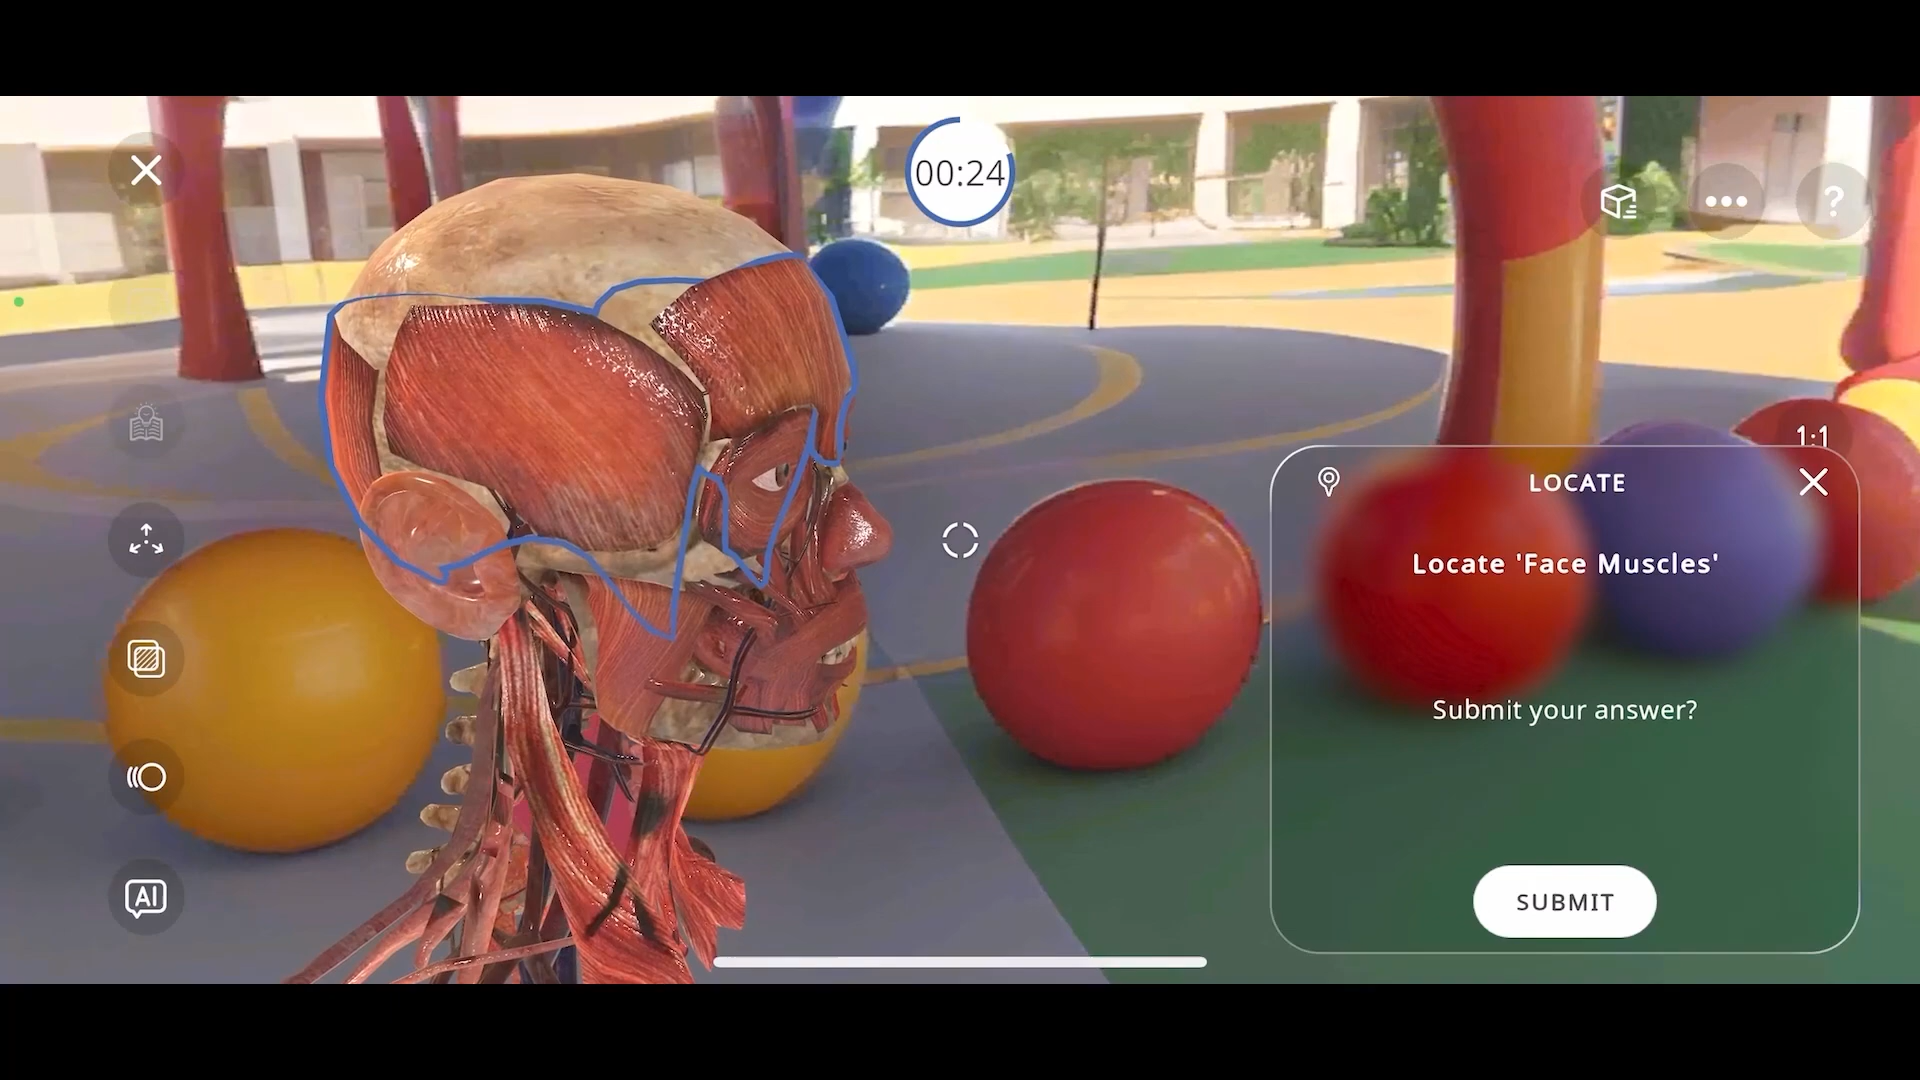 00:24
?
1:1
LOCATE
Locate 'Face Muscles'
Submit your answer?
SUBMIT
AI